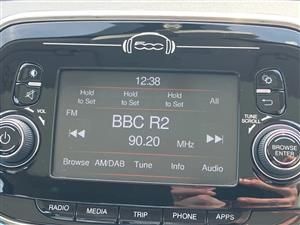 500
12:38
Hold to Set Hold to Set Hold to Set All
FM
BBC R2
90.20 MHz
Browse AM/DAB Tune Info Audio
VOL
TUNE SCROLL
BROWSE ENTER
RADIO MEDIA TRIP PHONE APPS